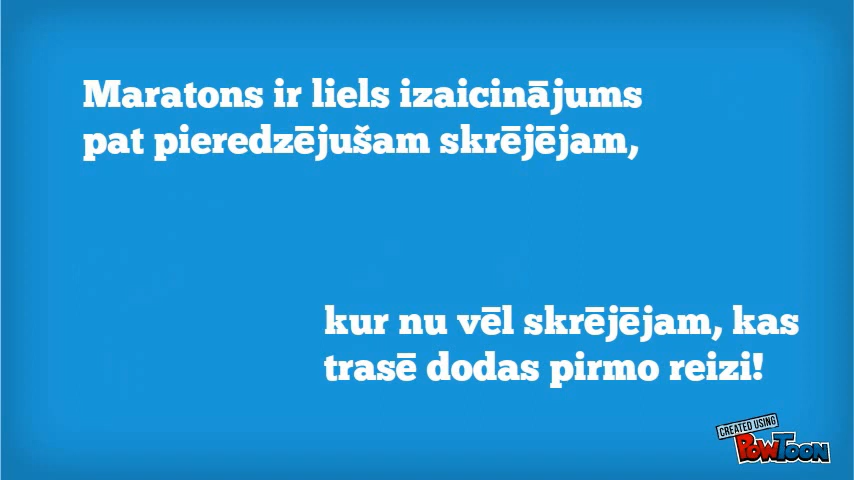 Maratons ir liels izaicinājums
pat pieredzējušam skrējējam,
kur nu vēl skrējējam, kas
trasē dodas pirmo reizi!
CREATED USING
POWTOON